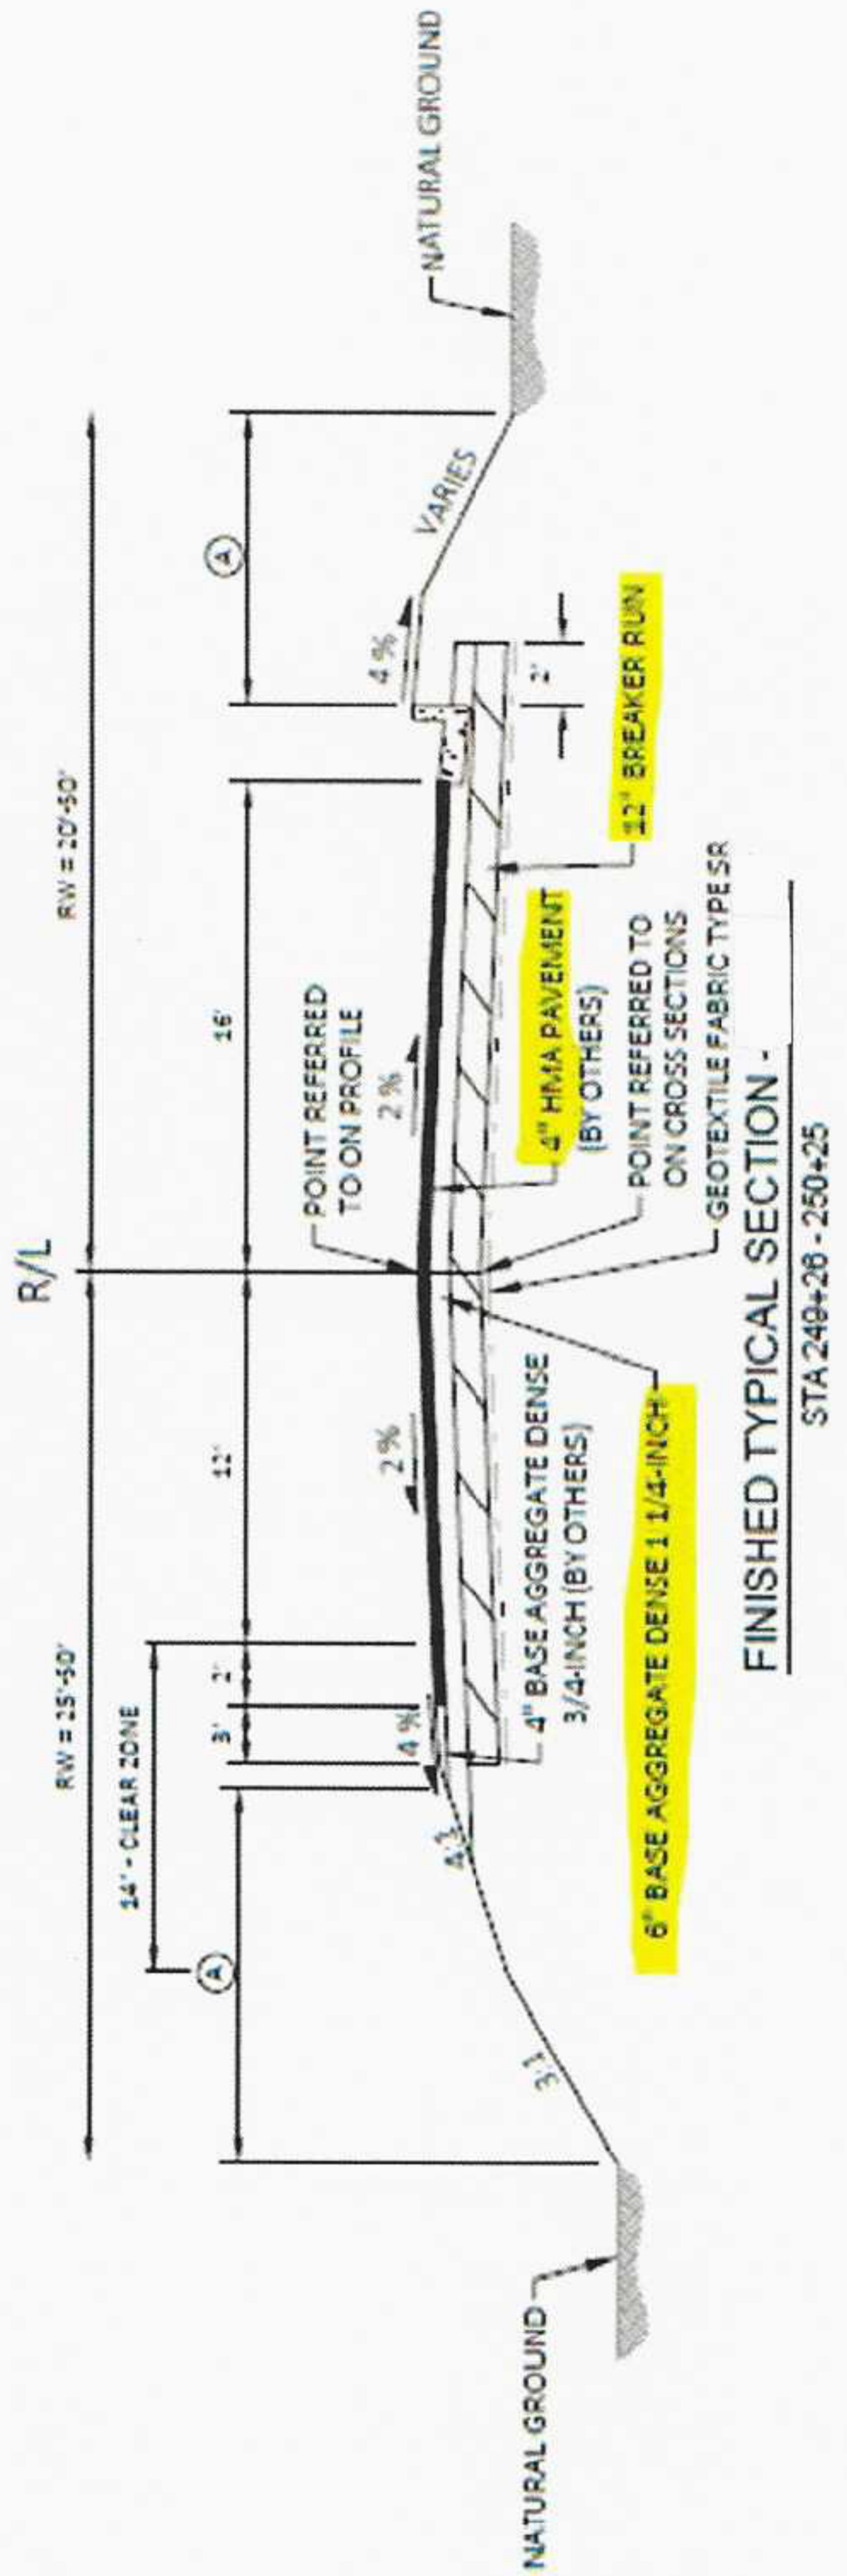 R/L
RW = 25'-50'
RW = 20'-50'
14' - CLEAR ZONE
A
3'
2'
12'
16'
A
POINT REFERRED
TO ON PROFILE
4 %
2 %
2 %
4 %
VARIES
NATURAL GROUND
4:1
3:1
NATURAL GROUND
4" BASE AGGREGATE DENSE
3/4-INCH (BY OTHERS)
6" BASE AGGREGATE DENSE 1 1/4-INCH
4" HMA PAVEMENT
(BY OTHERS)
2'
12" BREAKER RUN
POINT REFERRED TO
ON CROSS SECTIONS
GEOTEXTILE FABRIC TYPE SR
FINISHED TYPICAL SECTION -
STA 249+26 - 250+25